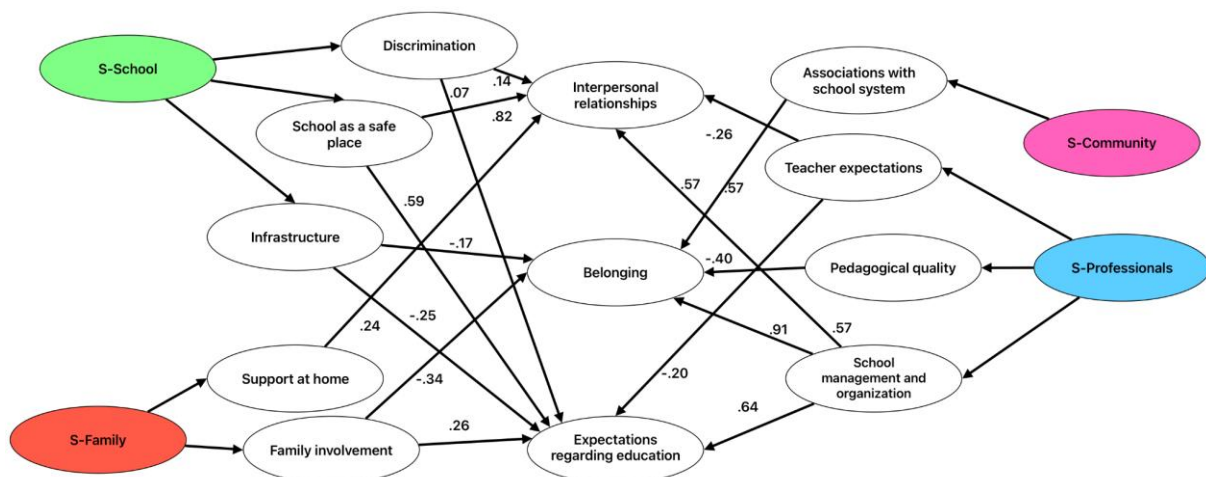 Discrimination
S-School
Interpersonal
relationships
Associations with
school system
.14
.07
.82
School as a safe
place
-.26
S-Community
Teacher expectations
.57
.57
.59
Infrastructure
-.17
Belonging
-.40
Pedagogical quality
S-Professionals
-.25
.24
.91
.57
Support at home
-.34
-.20
School
management and
organization
.64
S-Family
Family involvement
.26
Expectations
regarding education